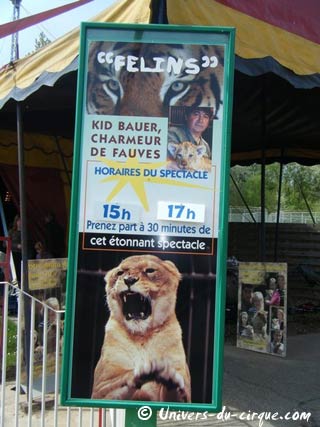 "FELINS"
KID BAUER,
CHARMEUR
DE FAUVES
HORAIRES DU SPECTACLE
15h 17h
Prenez part à 30 minutes de
cet étonnant spectacle
© Univers-du-cirque.com